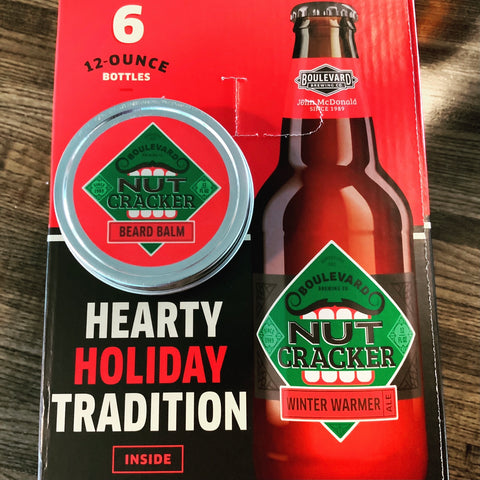 6
12-OUNCE
BOTTLES
BOULEVARD
BREWING CO.
John McDonald
SINCE 1989
BOULEVARD
NUT
CRACKER
BEARD BALM
HEARTY
HOLIDAY
TRADITION
INSIDE
BOULEVARD
BREWING CO.
NUT
CRACKER
WINTER WARMER
ALE